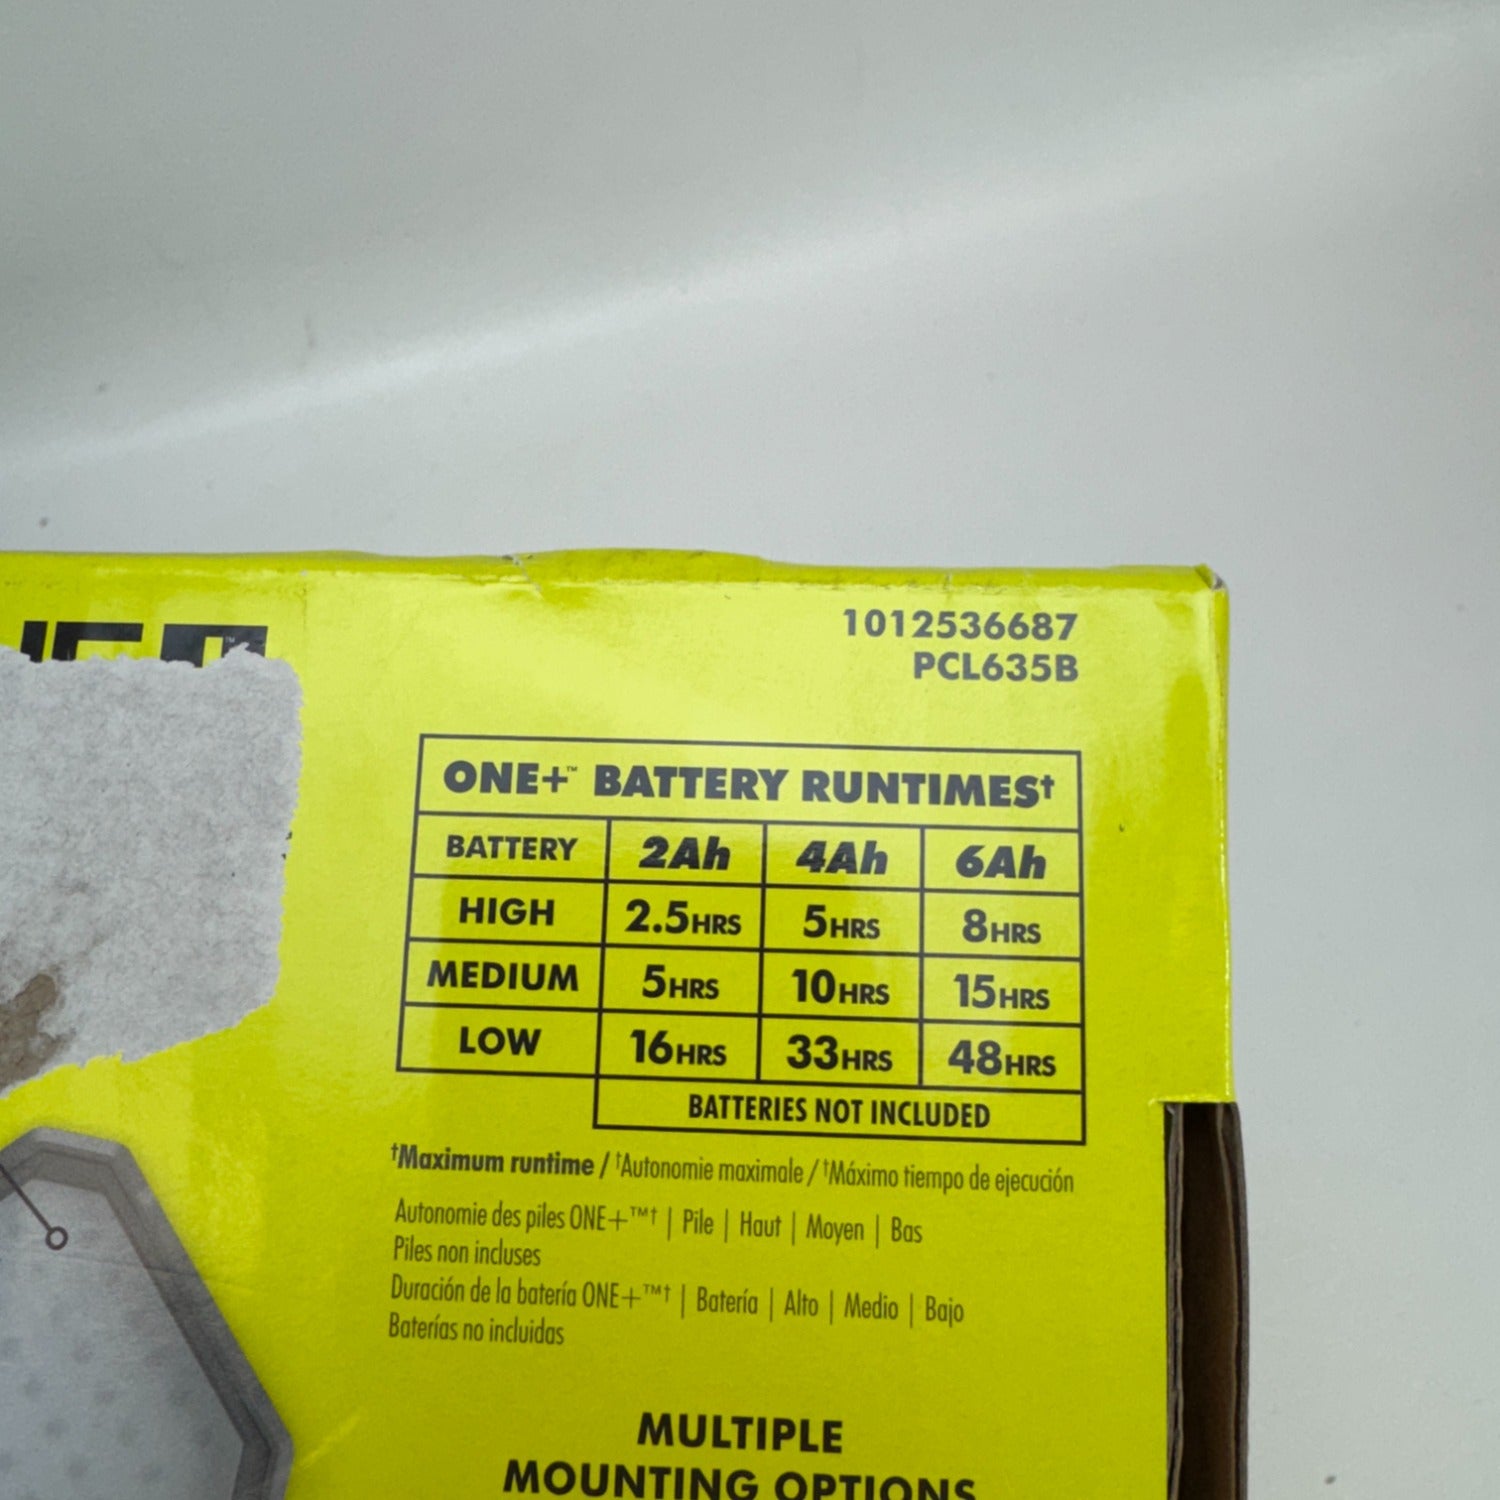 1012536687
PCL635B
ONE+™ BATTERY RUNTIMES†
BATTERY 2Ah 4Ah 6Ah
HIGH 2.5HRS 5HRS 8HRS
MEDIUM 5HRS 10HRS 15HRS
LOW 16HRS 33HRS 48HRS
BATTERIES NOT INCLUDED
†Maximum runtime / †Autonomie maximale / †Máximo tiempo de ejecución
Autonomie des piles ONE+™† | Pile | Haut | Moyen | Bas
Piles non incluses
Duración de la batería ONE+™† | Batería | Alto | Medio | Bajo
Baterías no incluidas
MULTIPLE
MOUNTING OPTIONS